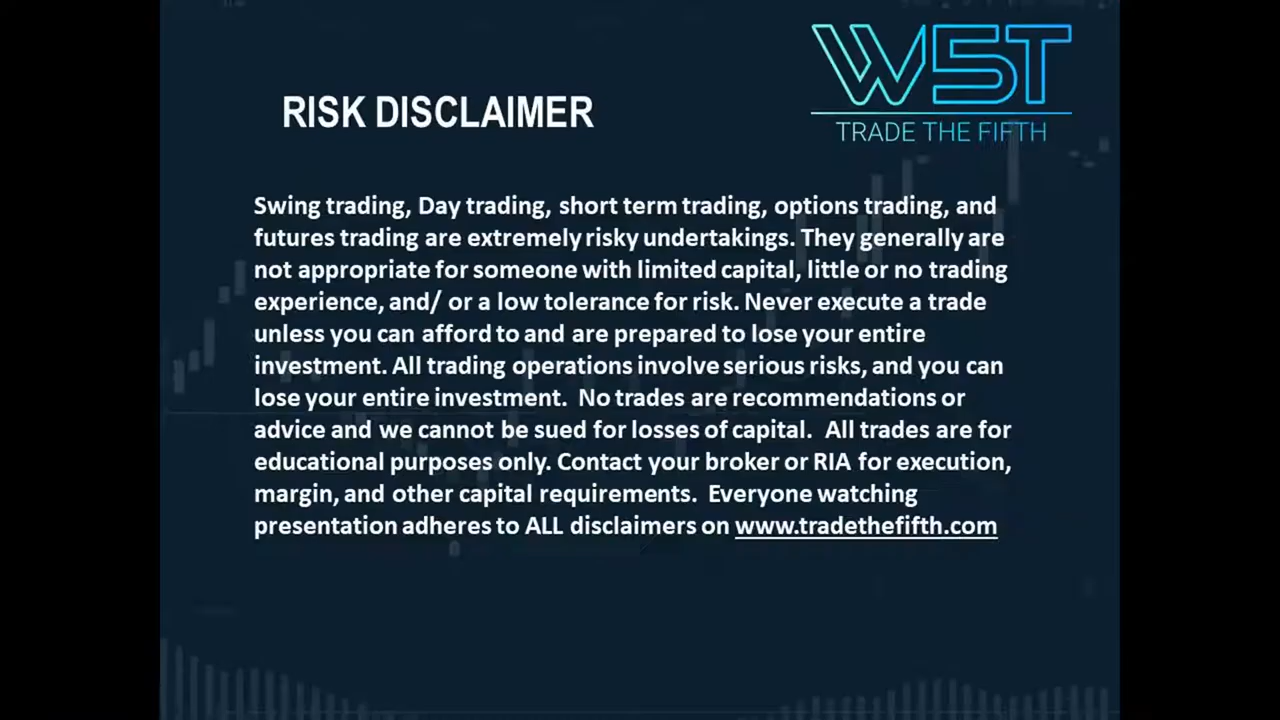 W5T
TRADE THE FIFTH
RISK DISCLAIMER
Swing trading, Day trading, short term trading, options trading, and
futures trading are extremely risky undertakings. They generally are
not appropriate for someone with limited capital, little or no trading
experience, and/ or a low tolerance for risk. Never execute a trade
unless you can afford to and are prepared to lose your entire
investment. All trading operations involve serious risks, and you can
lose your entire investment.  No trades are recommendations or
advice and we cannot be sued for losses of capital.  All trades are for
educational purposes only. Contact your broker or RIA for execution,
margin, and other capital requirements.  Everyone watching
presentation adheres to ALL disclaimers on www.tradethefifth.com